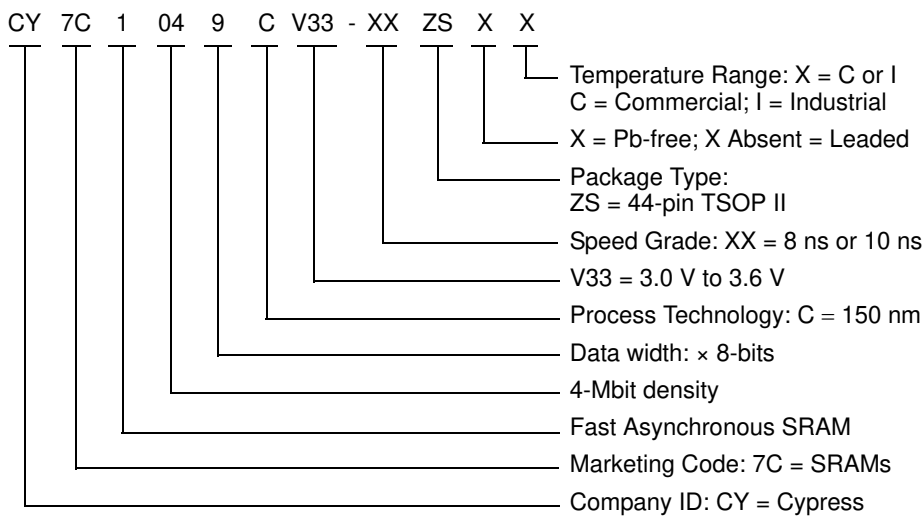 CY 7C 1 04 9 C V33 - XX ZS X X
Temperature Range: X = C or I
C = Commercial; I = Industrial
X = Pb-free; X Absent = Leaded
Package Type:
ZS = 44-pin TSOP II
Speed Grade: XX = 8 ns or 10 ns
V33 = 3.0 V to 3.6 V
Process Technology: C = 150 nm
Data width: × 8-bits
4-Mbit density
Fast Asynchronous SRAM
Marketing Code: 7C = SRAMs
Company ID: CY = Cypress